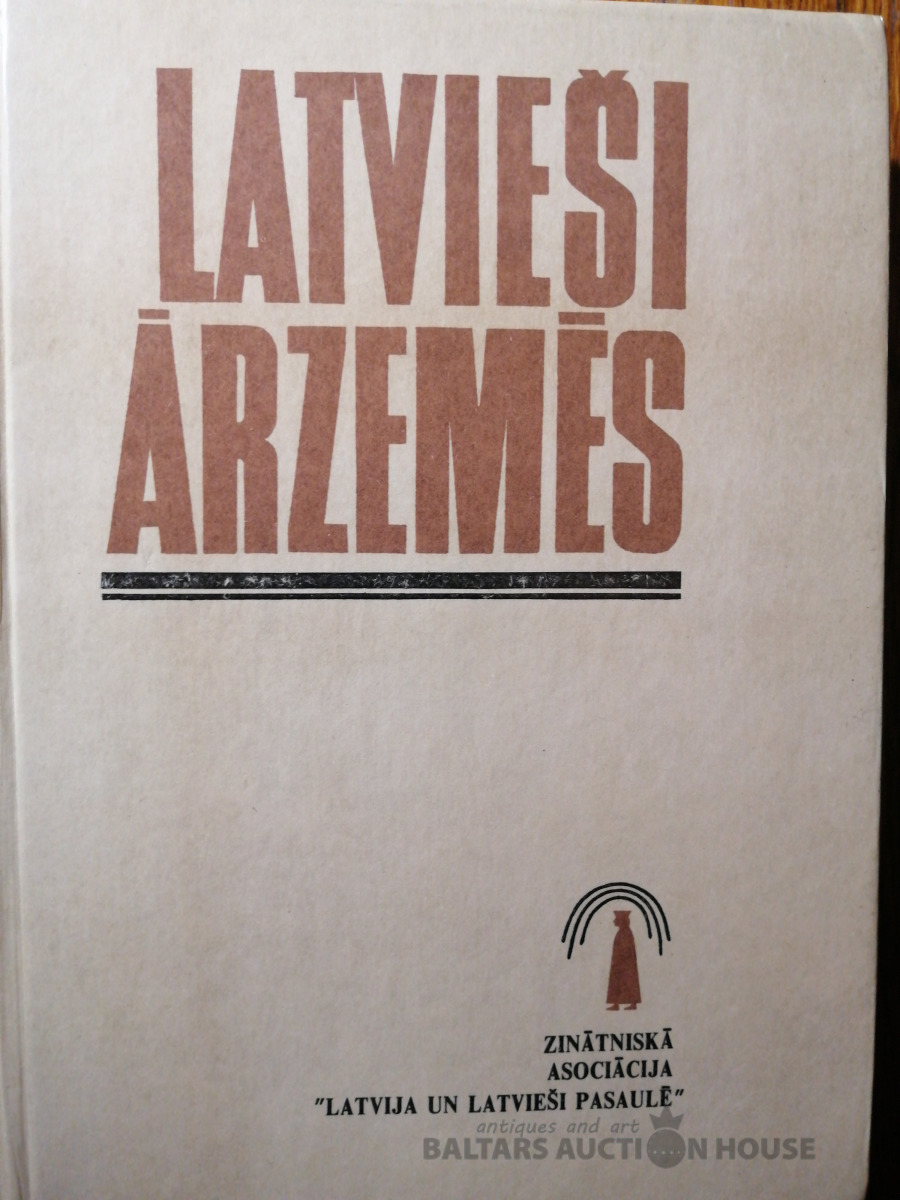 LATVIEŠI
ĀRZEMĒS
ZINĀTNISKĀ
ASOCIĀCIJA
"LATVIJA UN LATVIEŠI PASAULĒ"
antiques and art
BALTARS AUCTION HOUSE